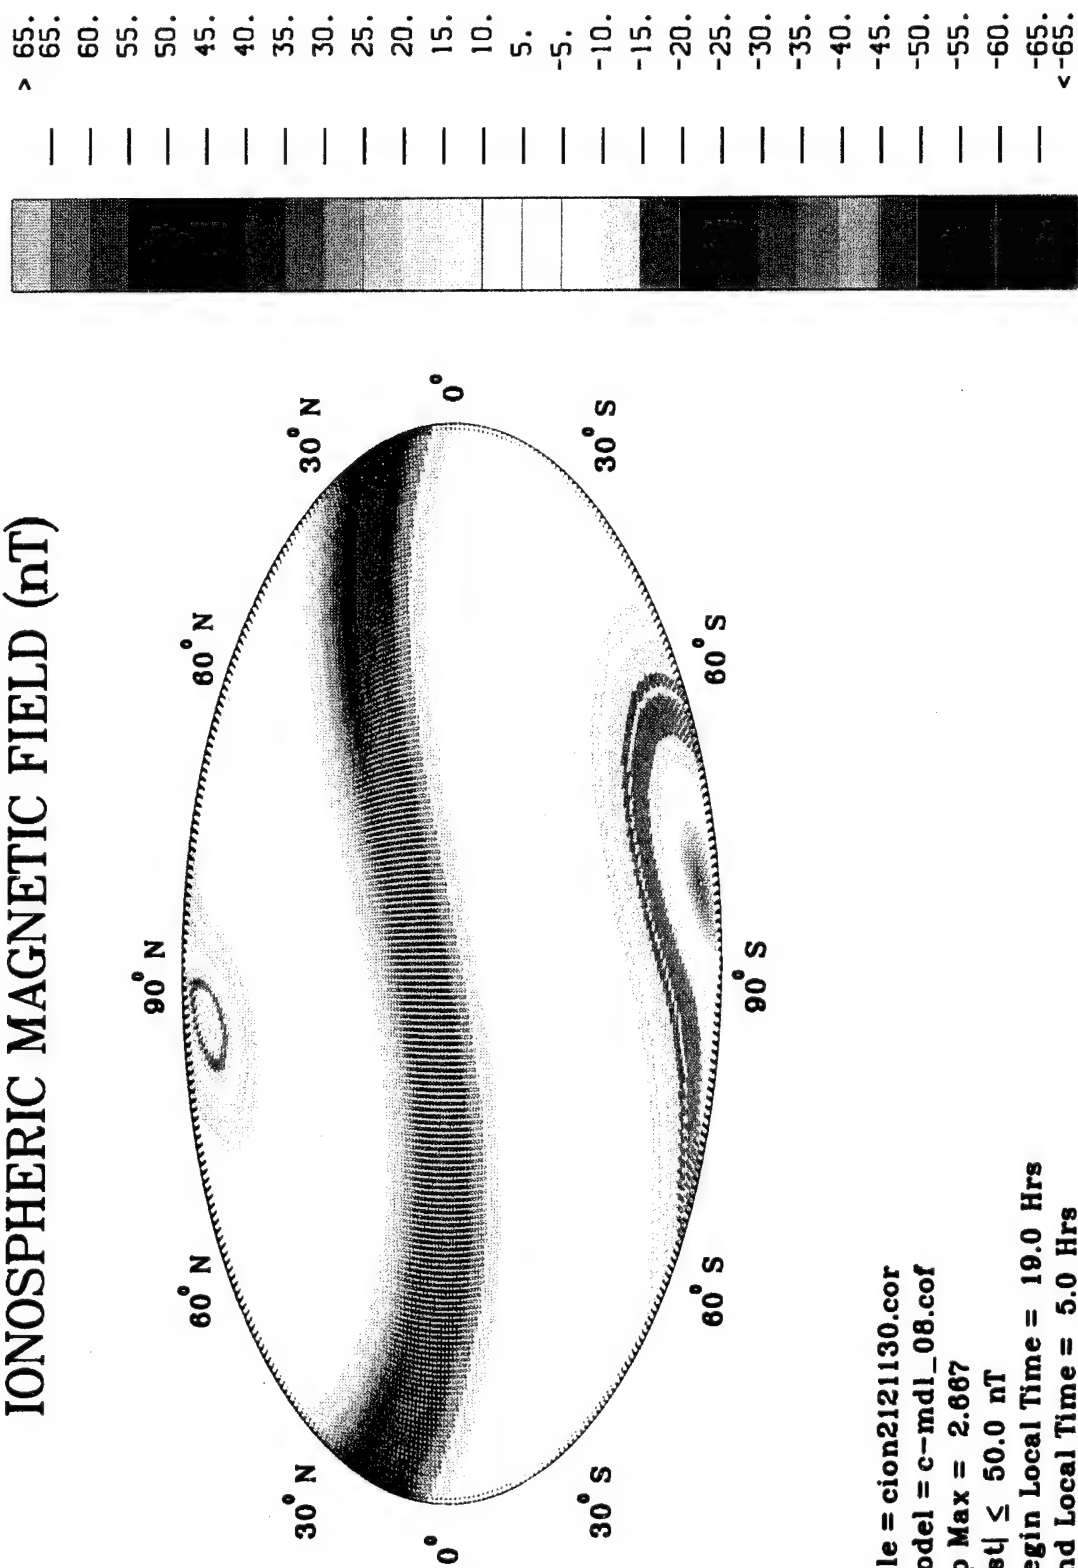 IONOSPHERIC MAGNETIC FIELD (nT)
90° N
60° N
60° N
30° N
30° N
0°
0°
30° S
30° S
60° S
60° S
90° S
> 65.
65.
60.
55.
50.
45.
40.
35.
30.
25.
20.
15.
10.
5.
-5.
-10.
-15.
-20.
-30.
-35.
-40.
-45.
-50.
-55.
-60.
-65.
<-65.
le = cion2121130.cor
odel = c-mdl_08.cof
p Max = 2.667
st| ≤ 50.0 nT
egin Local Time = 19.0 Hrs
nd Local Time = 5.0 Hrs